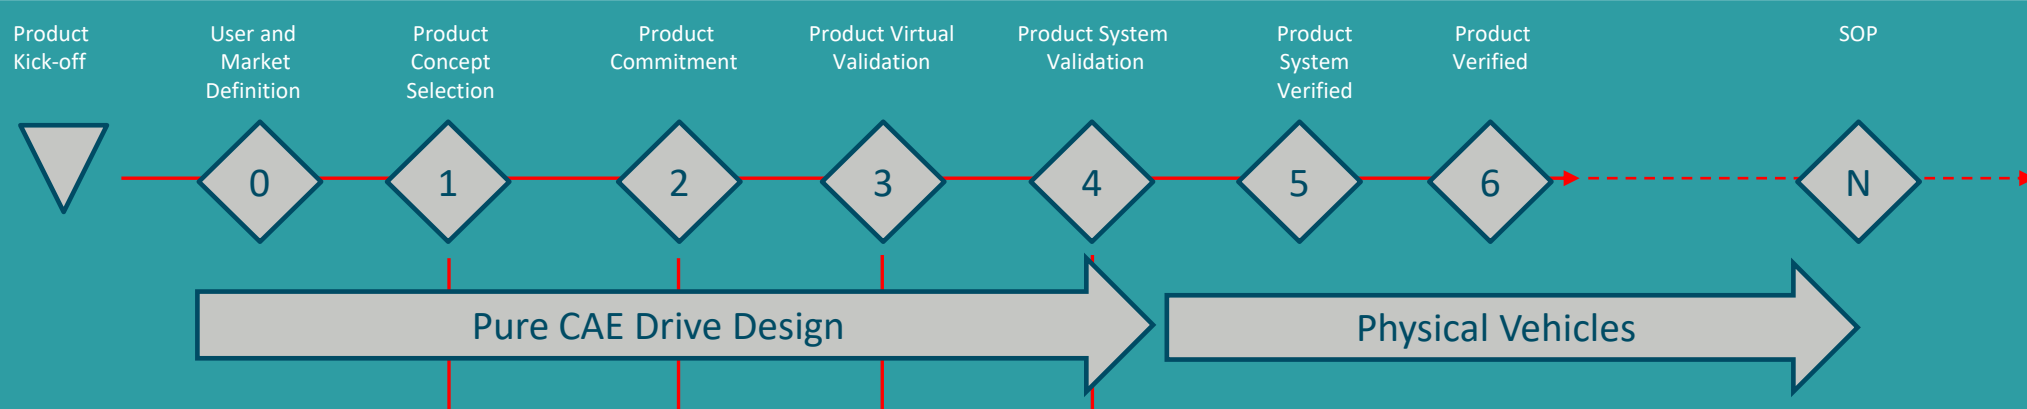 Product
Kick-off
User and
Market
Definition
Product
Concept
Selection
Product
Commitment
Product Virtual
Validation
Product System
Validation
Product
System
Verified
Product
Verified
SOP
0
1
2
3
4
5
6
N
Pure CAE Drive Design
Physical Vehicles